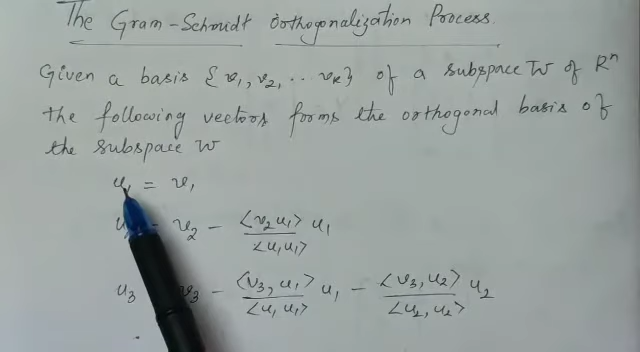 The Gram-Schmidt Orthogonalization Process.
Given a basis {v₁, v₂, ... vₖ} of a subspace W of Rⁿ
the following vectors forms the orthogonal basis of
the subspace W
u₁ = v₁
u₂ - v₂ - <v₂ u₁> / <u₁ u₁> u₁
u₃ v₃ - <v₃, u₁> / <u₁ u₁> u₁ - <v₃, u₂> / <u₂, u₂> u₂